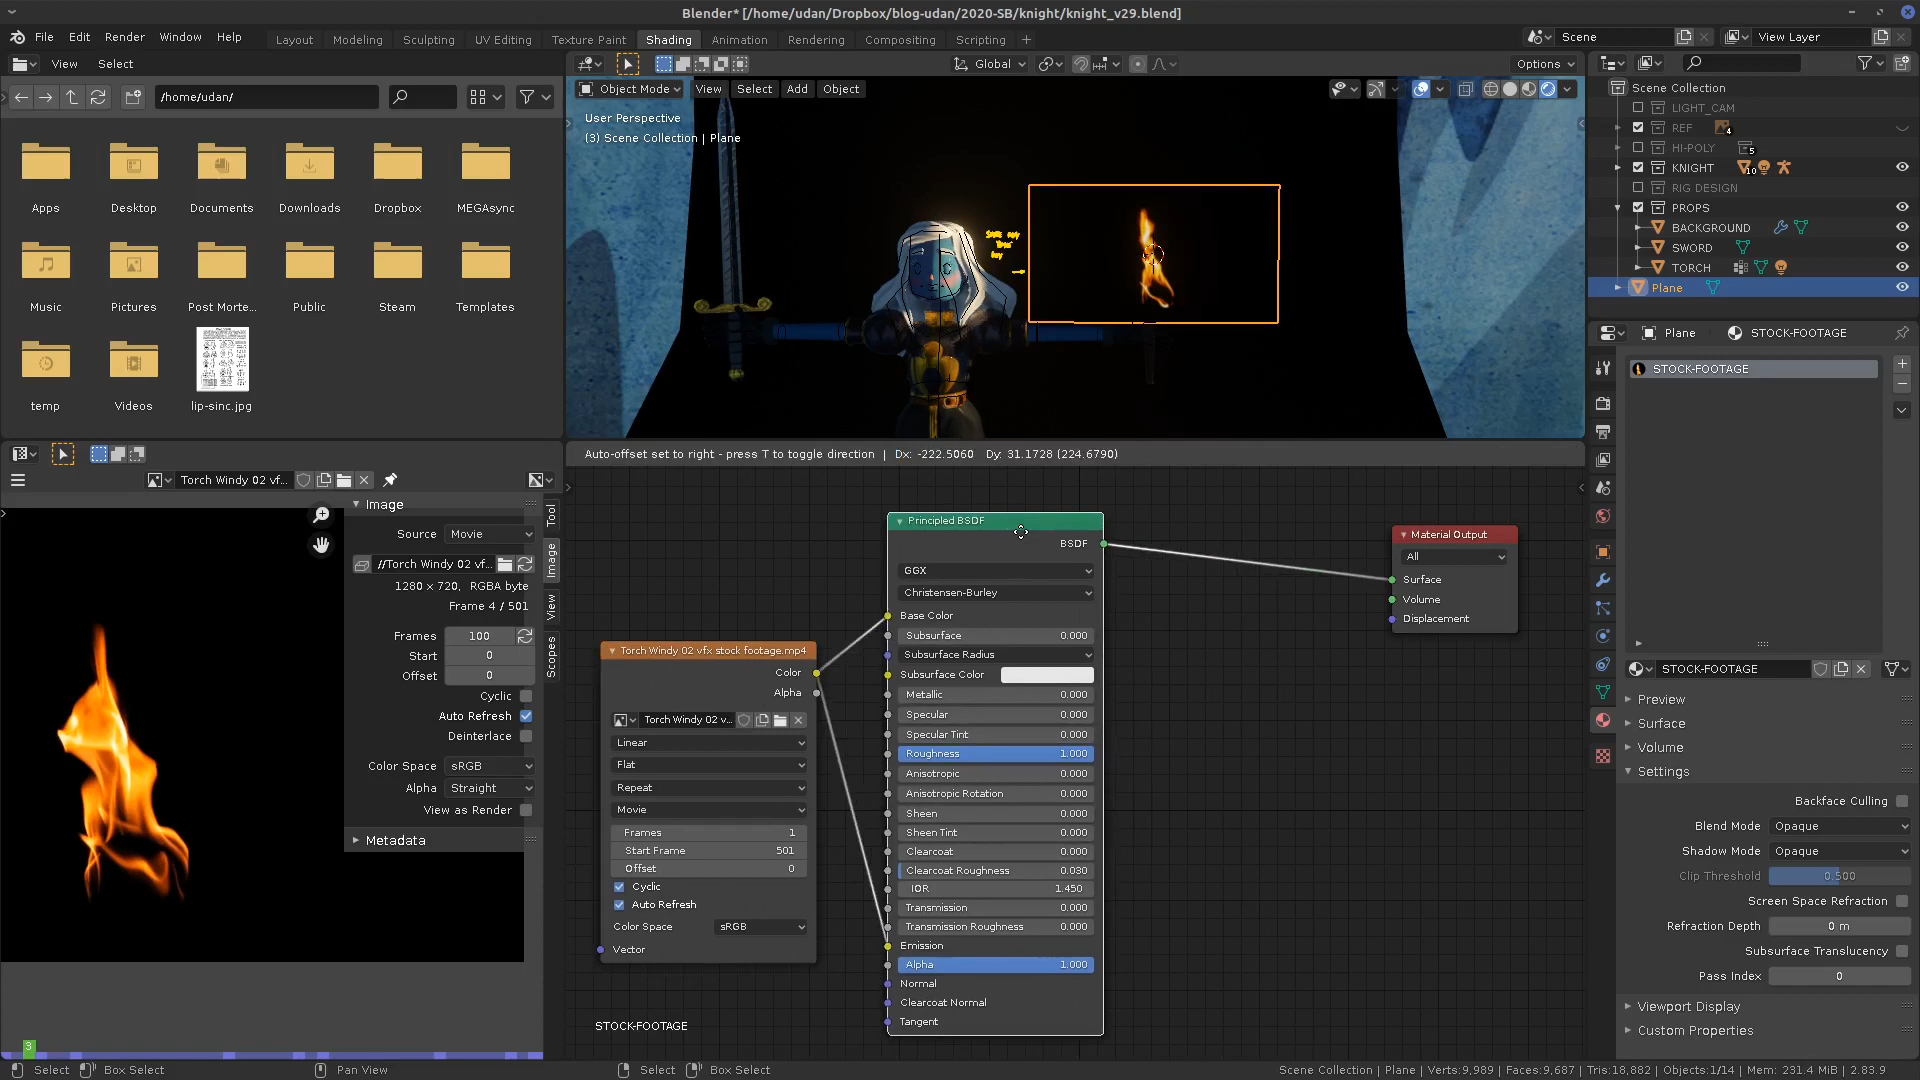 Blender* [/home/udan/Dropbox/blog-udan/2020-SB/knight/knight_v29.blend]
File Edit Render Window Help
Layout Modeling Sculpting UV Editing Texture Paint Shading Animation Rendering Compositing Scripting +
Scene View Layer
View Select
Global Options
/home/udan/
Object Mode View Select Add Object
User Perspective
(3) Scene Collection | Plane
Apps Desktop Documents Downloads Dropbox MEGAsync
Music Pictures Post Morte... Public Steam Templates
temp Videos lip-sinc.jpg
Scene Collection
LIGHT_CAM
REF 4
HI-POLY 5
KNIGHT 10
RIG DESIGN
PROPS
BACKGROUND
SWORD
TORCH
Plane
Plane STOCK-FOOTAGE
STOCK-FOOTAGE
Auto-offset set to right - press T to toggle direction | Dx: -222.5060 Dy: 31.1728 (224.6790)
Torch Windy 02 vf...
Image
Source Movie
//Torch Windy 02 vf...
1280 × 720, RGBA byte
Frame 4 / 501
Frames 100
Start 0
Offset 0
Cyclic
Auto Refresh
Deinterlace
Color Space sRGB
Alpha Straight
View as Render
Metadata
Tool
Image
View
Scopes
3
Torch Windy 02 vfx stock footage.mp4
Color
Alpha
Torch Windy 02 v...
Linear
Flat
Repeat
Movie
Frames 1
Start Frame 501
Offset 0
Cyclic
Auto Refresh
Color Space sRGB
Vector
STOCK-FOOTAGE
Principled BSDF
BSDF
GGX
Christensen-Burley
Base Color
Subsurface 0.000
Subsurface Radius
Subsurface Color
Metallic 0.000
Specular 0.000
Specular Tint 0.000
Roughness 1.000
Anisotropic 0.000
Anisotropic Rotation 0.000
Sheen 0.000
Sheen Tint 0.000
Clearcoat 0.000
Clearcoat Roughness 0.030
IOR 1.450
Transmission 0.000
Transmission Roughness 0.000
Emission
Alpha 1.000
Normal
Clearcoat Normal
Tangent
Material Output
All
Surface
Volume
Displacement
STOCK-FOOTAGE
Preview
Surface
Volume
Settings
Backface Culling
Blend Mode Opaque
Shadow Mode Opaque
Clip Threshold 0.500
Screen Space Refraction
Refraction Depth 0 m
Subsurface Translucency
Pass Index 0
Viewport Display
Custom Properties
Select Box Select Pan View Select Box Select
Scene Collection | Plane | Verts:9,989 | Faces:9,687 | Tris:18,882 | Objects:1/14 | Mem: 231.4 MiB | 2.83.9